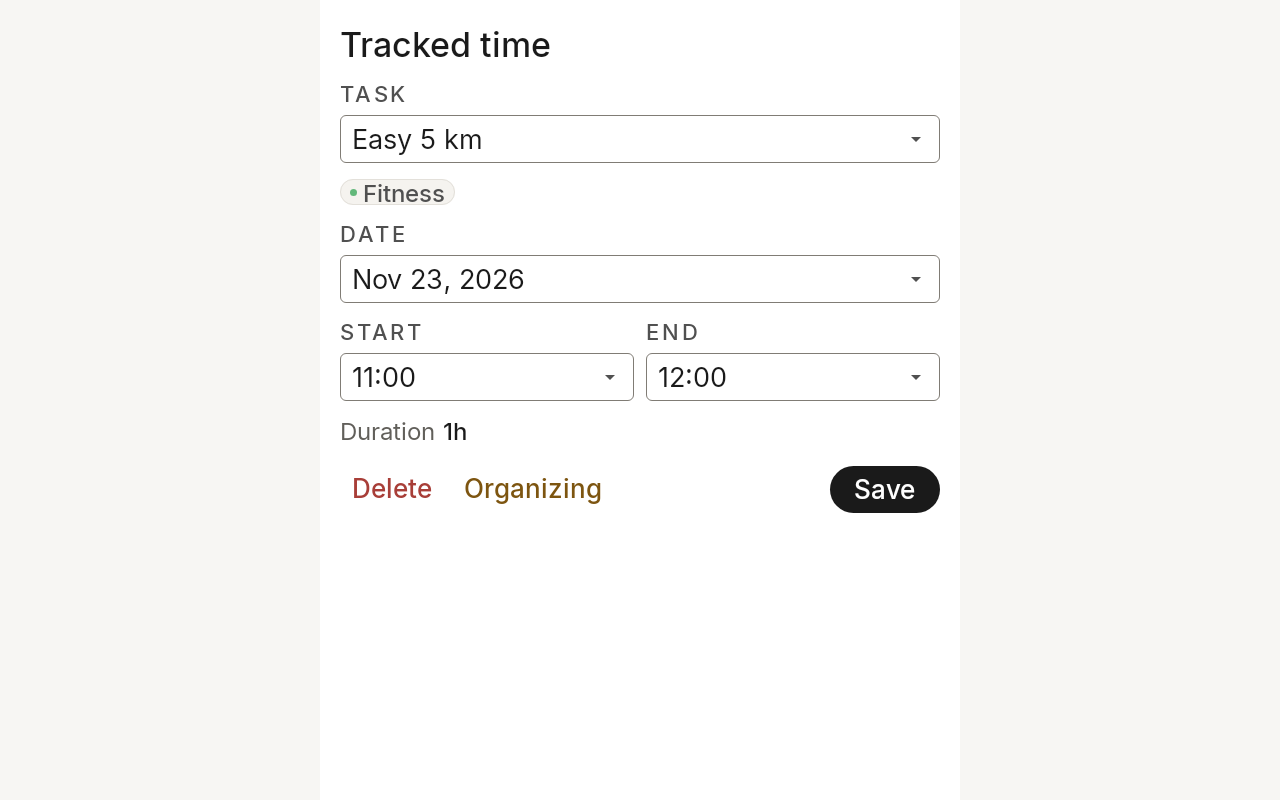 Tracked time
TASK
Easy 5 km
Fitness
DATE
Nov 23, 2026
START END
11:00 12:00
Duration 1h
Delete Organizing Save